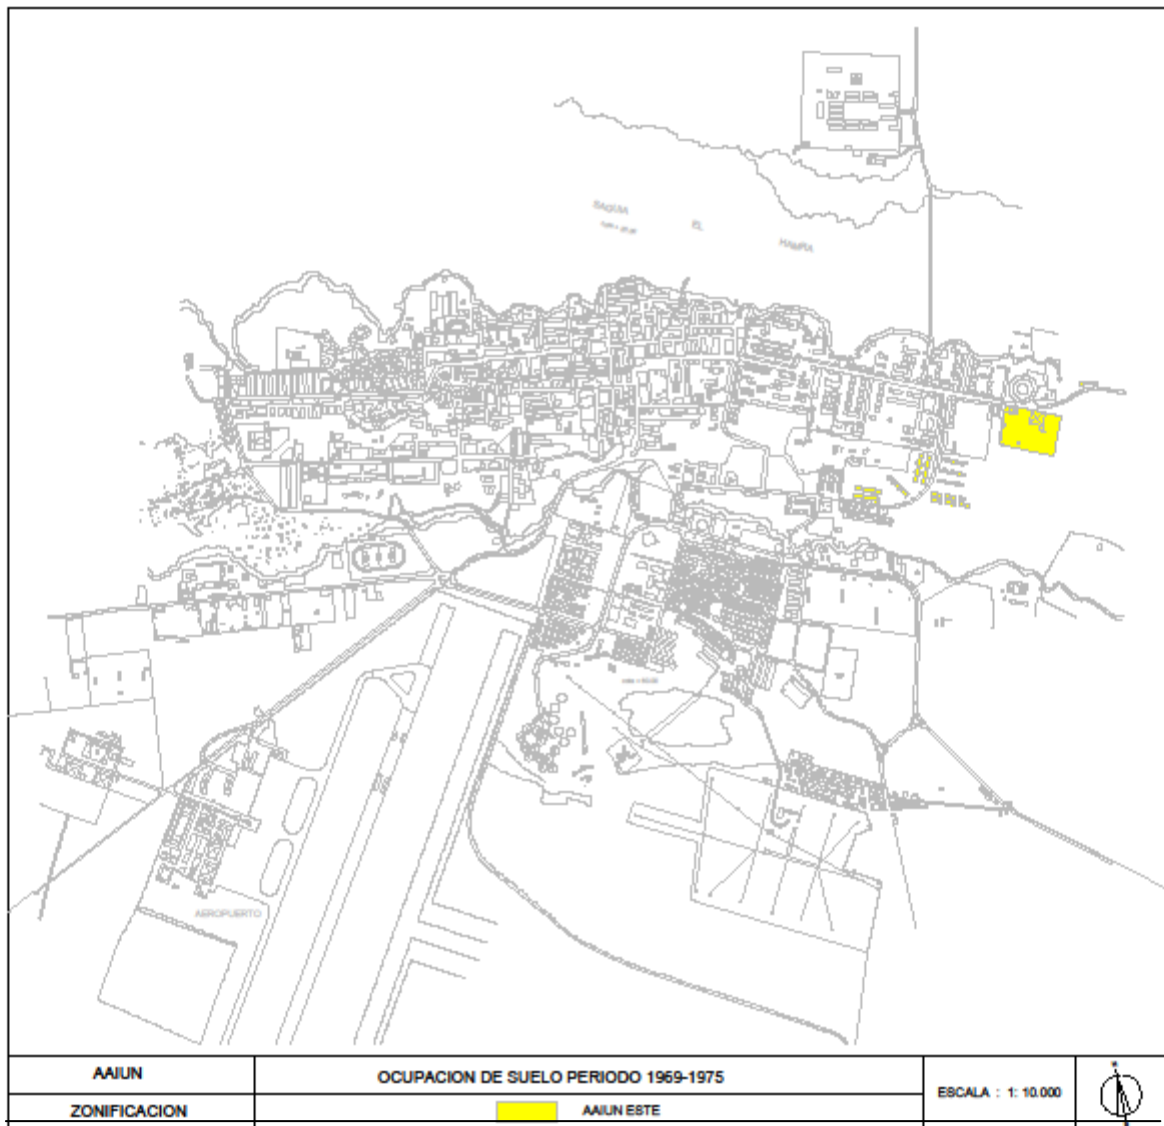 SAGUIA
EL
HAMRA
AEROPUERTO
AAIUN
OCUPACION DE SUELO PERIODO 1969-1975
ESCALA : 1: 10.000
ZONIFICACION
AAIUN ESTE